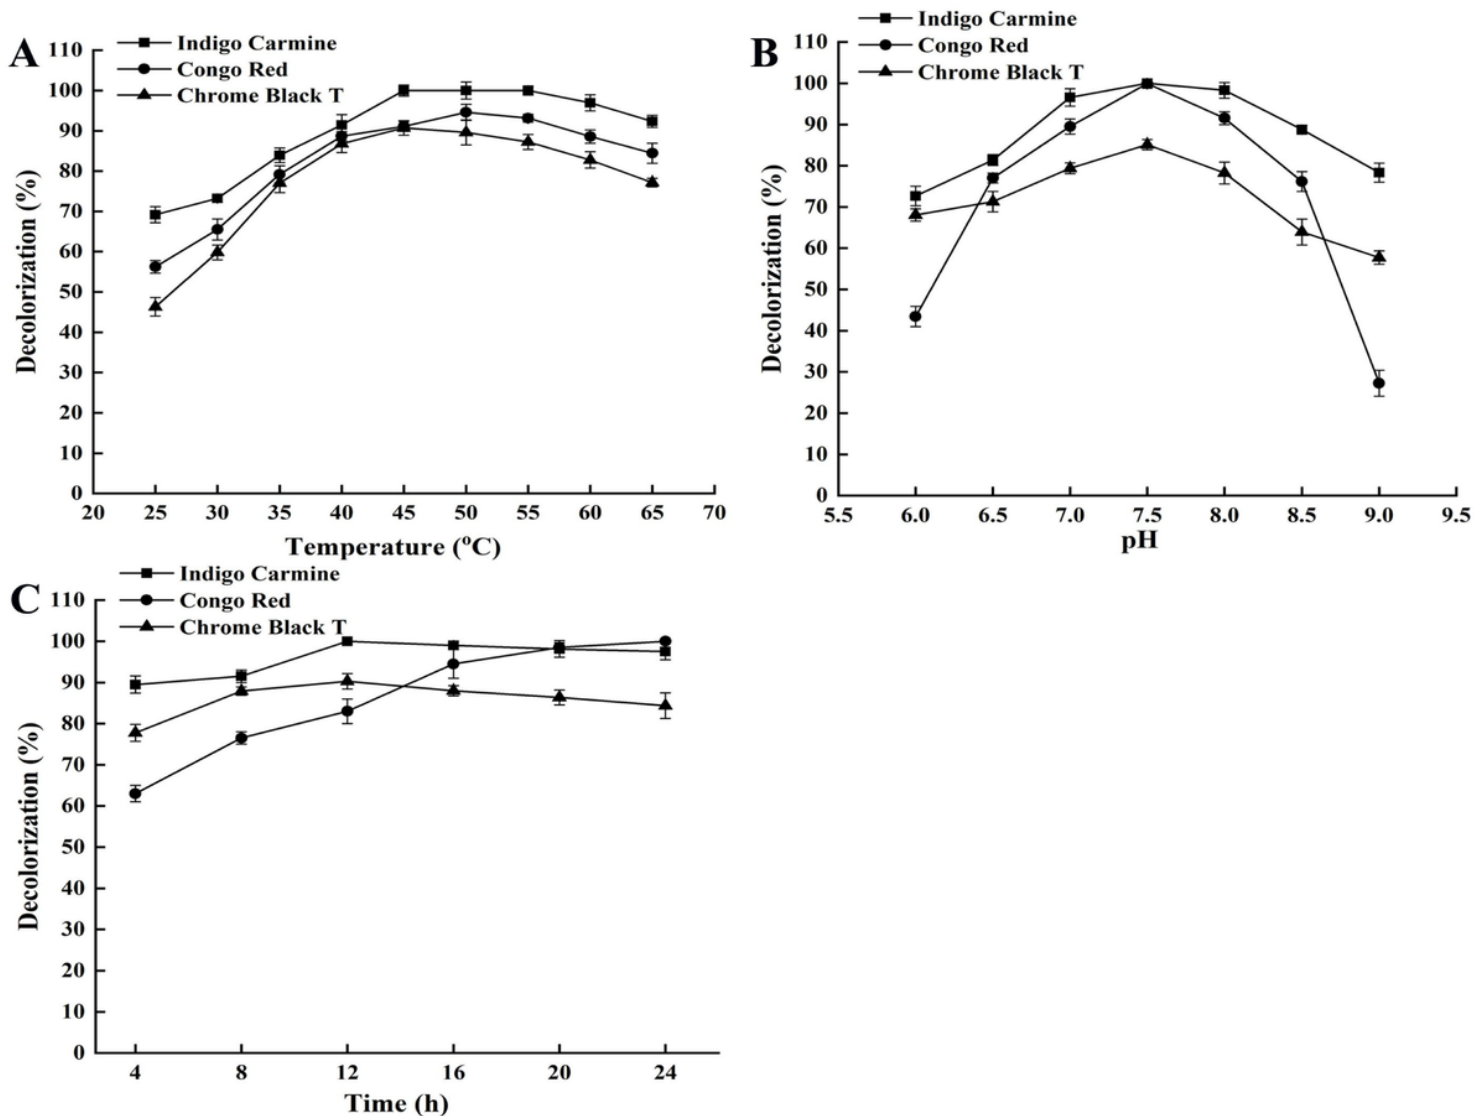 A
Indigo Carmine
Congo Red
Chrome Black T
110
100
90
80
70
60
50
40
30
20
10
0
Decolorization (%)
20 25 30 35 40 45 50 55 60 65 70
Temperature (°C)
B
Indigo Carmine
Congo Red
Chrome Black T
110
100
90
80
70
60
50
40
30
20
10
0
Decolorization (%)
5.5 6.0 6.5 7.0 7.5 8.0 8.5 9.0 9.5
pH
C
Indigo Carmine
Congo Red
Chrome Black T
110
100
90
80
70
60
50
40
30
20
10
0
Decolorization (%)
4 8 12 16 20 24
Time (h)